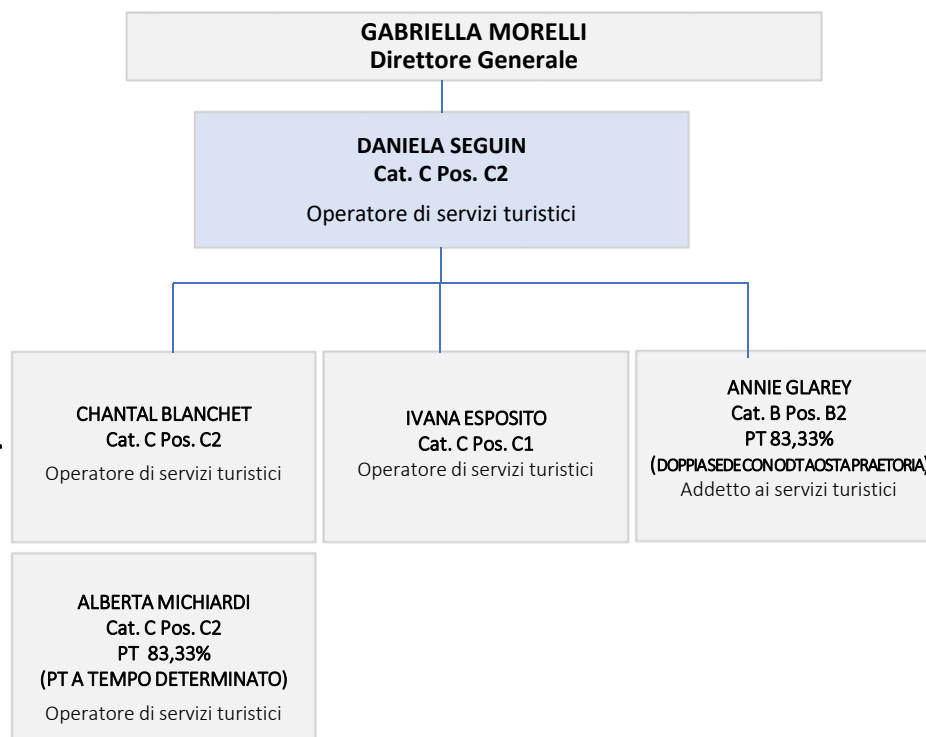 GABRIELLA MORELLI
Direttore Generale
DANIELA SEGUIN
Cat. C Pos. C2
Operatore di servizi turistici
CHANTAL BLANCHET
Cat. C Pos. C2
Operatore di servizi turistici
IVANA ESPOSITO
Cat. C Pos. C1
Operatore di servizi turistici
ANNIE GLAREY
Cat. B Pos. B2
PT 83,33%
(DOPPIA SEDE CON ODT AOSTA PRAETORIA)
Addetto ai servizi turistici
ALBERTA MICHIARDI
Cat. C Pos. C2
PT 83,33%
(PT A TEMPO DETERMINATO)
Operatore di servizi turistici